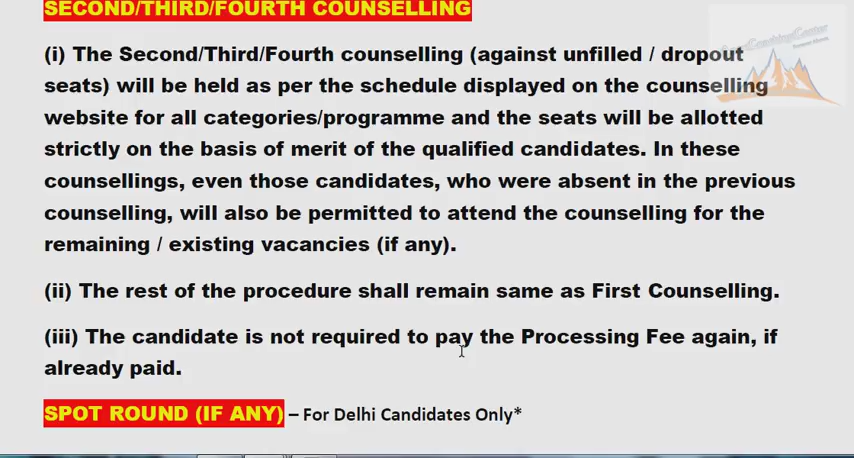 SECOND/THIRD/FOURTH COUNSELLING
(i) The Second/Third/Fourth counselling (against unfilled / dropout
seats) will be held as per the schedule displayed on the counselling
website for all categories/programme and the seats will be allotted
strictly on the basis of merit of the qualified candidates. In these
counsellings, even those candidates, who were absent in the previous
counselling, will also be permitted to attend the counselling for the
remaining / existing vacancies (if any).
(ii) The rest of the procedure shall remain same as First Counselling.
(iii) The candidate is not required to pay the Processing Fee again, if
already paid.
SPOT ROUND (IF ANY) – For Delhi Candidates Only*